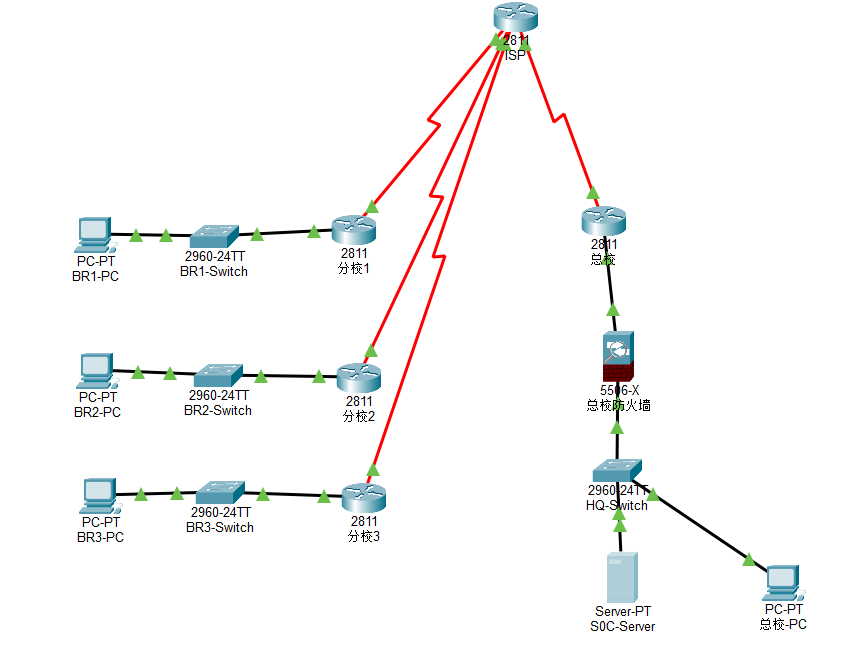 2811
ISP
PC-PT
BR1-PC
2960-24TT
BR1-Switch
2811
分校1
2811
总校
PC-PT
BR2-PC
2960-24TT
BR2-Switch
2811
分校2
5506-X
总校防火墙
PC-PT
BR3-PC
2960-24TT
BR3-Switch
2811
分校3
2960-24TT
HQ-Switch
Server-PT
S0C-Server
PC-PT
总校-PC